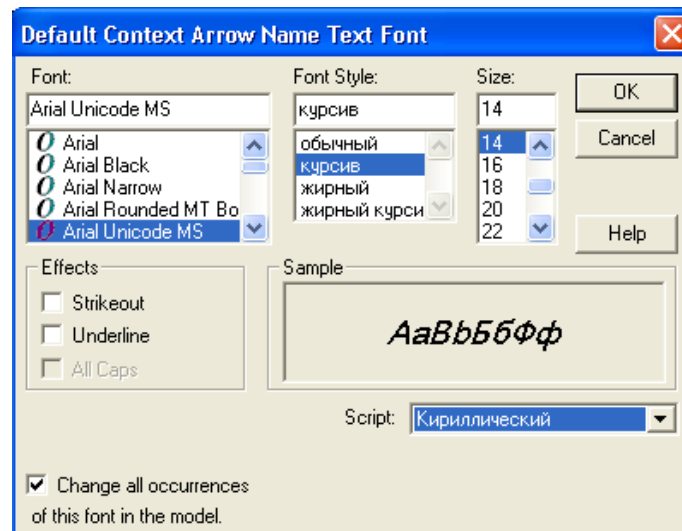 Default Context Arrow Name Text Font
Font:
Font Style:
Size:
Arial Unicode MS
курсив
14
OK
Arial
Arial Black
Arial Narrow
Arial Rounded MT Bo
Arial Unicode MS
обычный
курсив
жирный
жирный курси
14
16
18
20
22
Cancel
Help
Effects
Strikeout
Underline
All Caps
Sample
АаBbБбФф
Script:
Кириллический
Change all occurrences
of this font in the model.